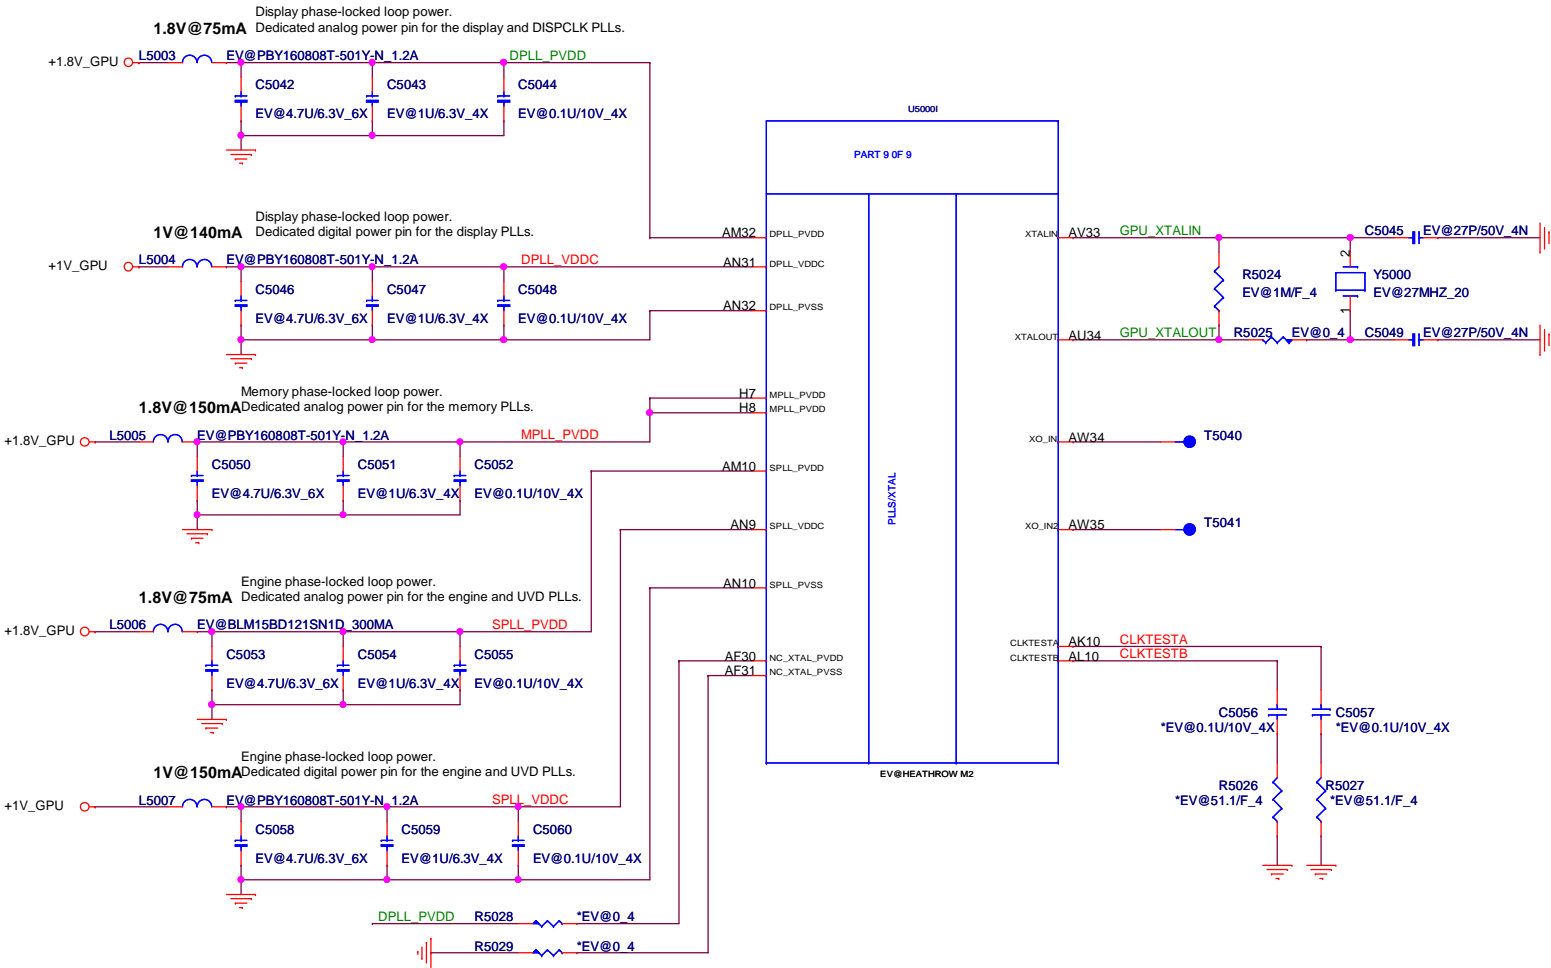 Display phase-locked loop power.
1.8V@75mA Dedicated analog power pin for the display and DISPCLK PLLs.
+1.8V_GPU L5003 EV@PBY160808T-501Y-N_1.2A DPLL_PVDD
C5042 C5043 C5044
EV@4.7U/6.3V_6X EV@1U/6.3V_4X EV@0.1U/10V_4X
U5000I
PART 9 0F 9
Display phase-locked loop power.
1V@140mA Dedicated digital power pin for the display PLLs.
+1V_GPU L5004 EV@PBY160808T-501Y-N_1.2A DPLL_VDDC
C5046 C5047 C5048
EV@4.7U/6.3V_6X EV@1U/6.3V_4X EV@0.1U/10V_4X
AM32 DPLL_PVDD
AN31 DPLL_VDDC
AN32 DPLL_PVSS
XTALIN AV33 GPU_XTALIN C5045 EV@27P/50V_4N
2
R5024 Y5000
EV@1M/F_4 EV@27MHZ_20
1
XTALOUT AU34 GPU_XTALOUT R5025 EV@0_4 C5049 EV@27P/50V_4N
Memory phase-locked loop power.
1.8V@150mA Dedicated analog power pin for the memory PLLs.
+1.8V_GPU L5005 EV@PBY160808T-501Y-N_1.2A MPLL_PVDD
C5050 C5051 C5052
EV@4.7U/6.3V_6X EV@1U/6.3V_4X EV@0.1U/10V_4X
H7 MPLL_PVDD
H8 MPLL_PVDD
AM10 SPLL_PVDD
AN9 SPLL_VDDC
AN10 SPLL_PVSS
PLLS/XTAL
XO_IN AW34 T5040
XO_IN2 AW35 T5041
Engine phase-locked loop power.
1.8V@75mA Dedicated analog power pin for the engine and UVD PLLs.
+1.8V_GPU L5006 EV@BLM15BD121SN1D_300MA SPLL_PVDD
C5053 C5054 C5055
EV@4.7U/6.3V_6X EV@1U/6.3V_4X EV@0.1U/10V_4X
AF30 NC_XTAL_PVDD
AF31 NC_XTAL_PVSS
CLKTESTA AK10 CLKTESTA
CLKTESTB AL10 CLKTESTB
C5056 C5057
*EV@0.1U/10V_4X *EV@0.1U/10V_4X
R5026 R5027
*EV@51.1/F_4 *EV@51.1/F_4
EV@HEATHROW M2
Engine phase-locked loop power.
1V@150mA Dedicated digital power pin for the engine and UVD PLLs.
+1V_GPU L5007 EV@PBY160808T-501Y-N_1.2A SPLL_VDDC
C5058 C5059 C5060
EV@4.7U/6.3V_6X EV@1U/6.3V_4X EV@0.1U/10V_4X
DPLL_PVDD R5028 *EV@0_4
R5029 *EV@0_4